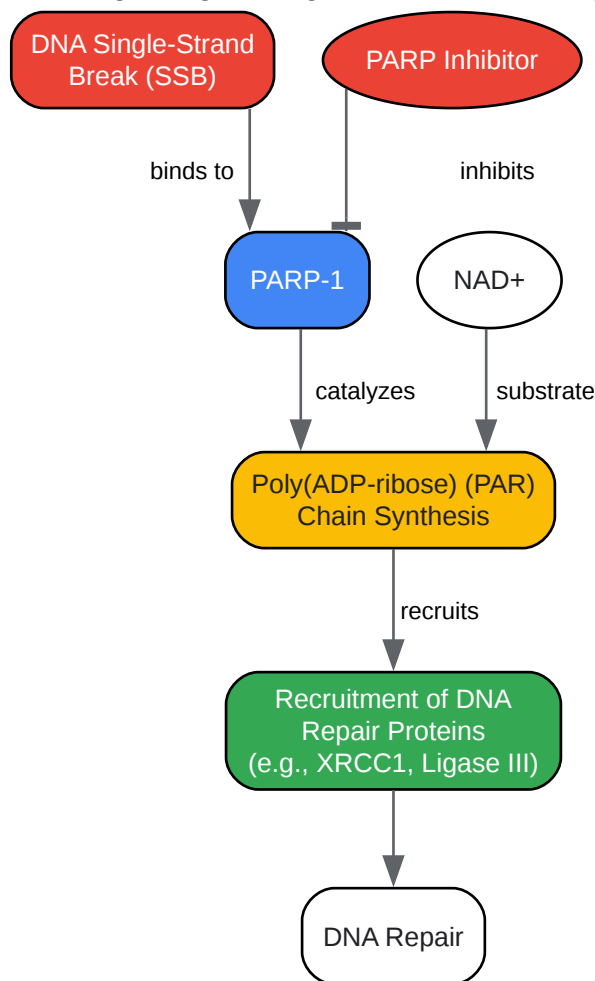 DNA Single-Strand
Break (SSB)
PARP Inhibitor
binds to
inhibits
PARP-1
NAD+
catalyzes
substrate
Poly(ADP-ribose) (PAR)
Chain Synthesis
recruits
Recruitment of DNA
Repair Proteins
(e.g., XRCC1, Ligase III)
DNA Repair